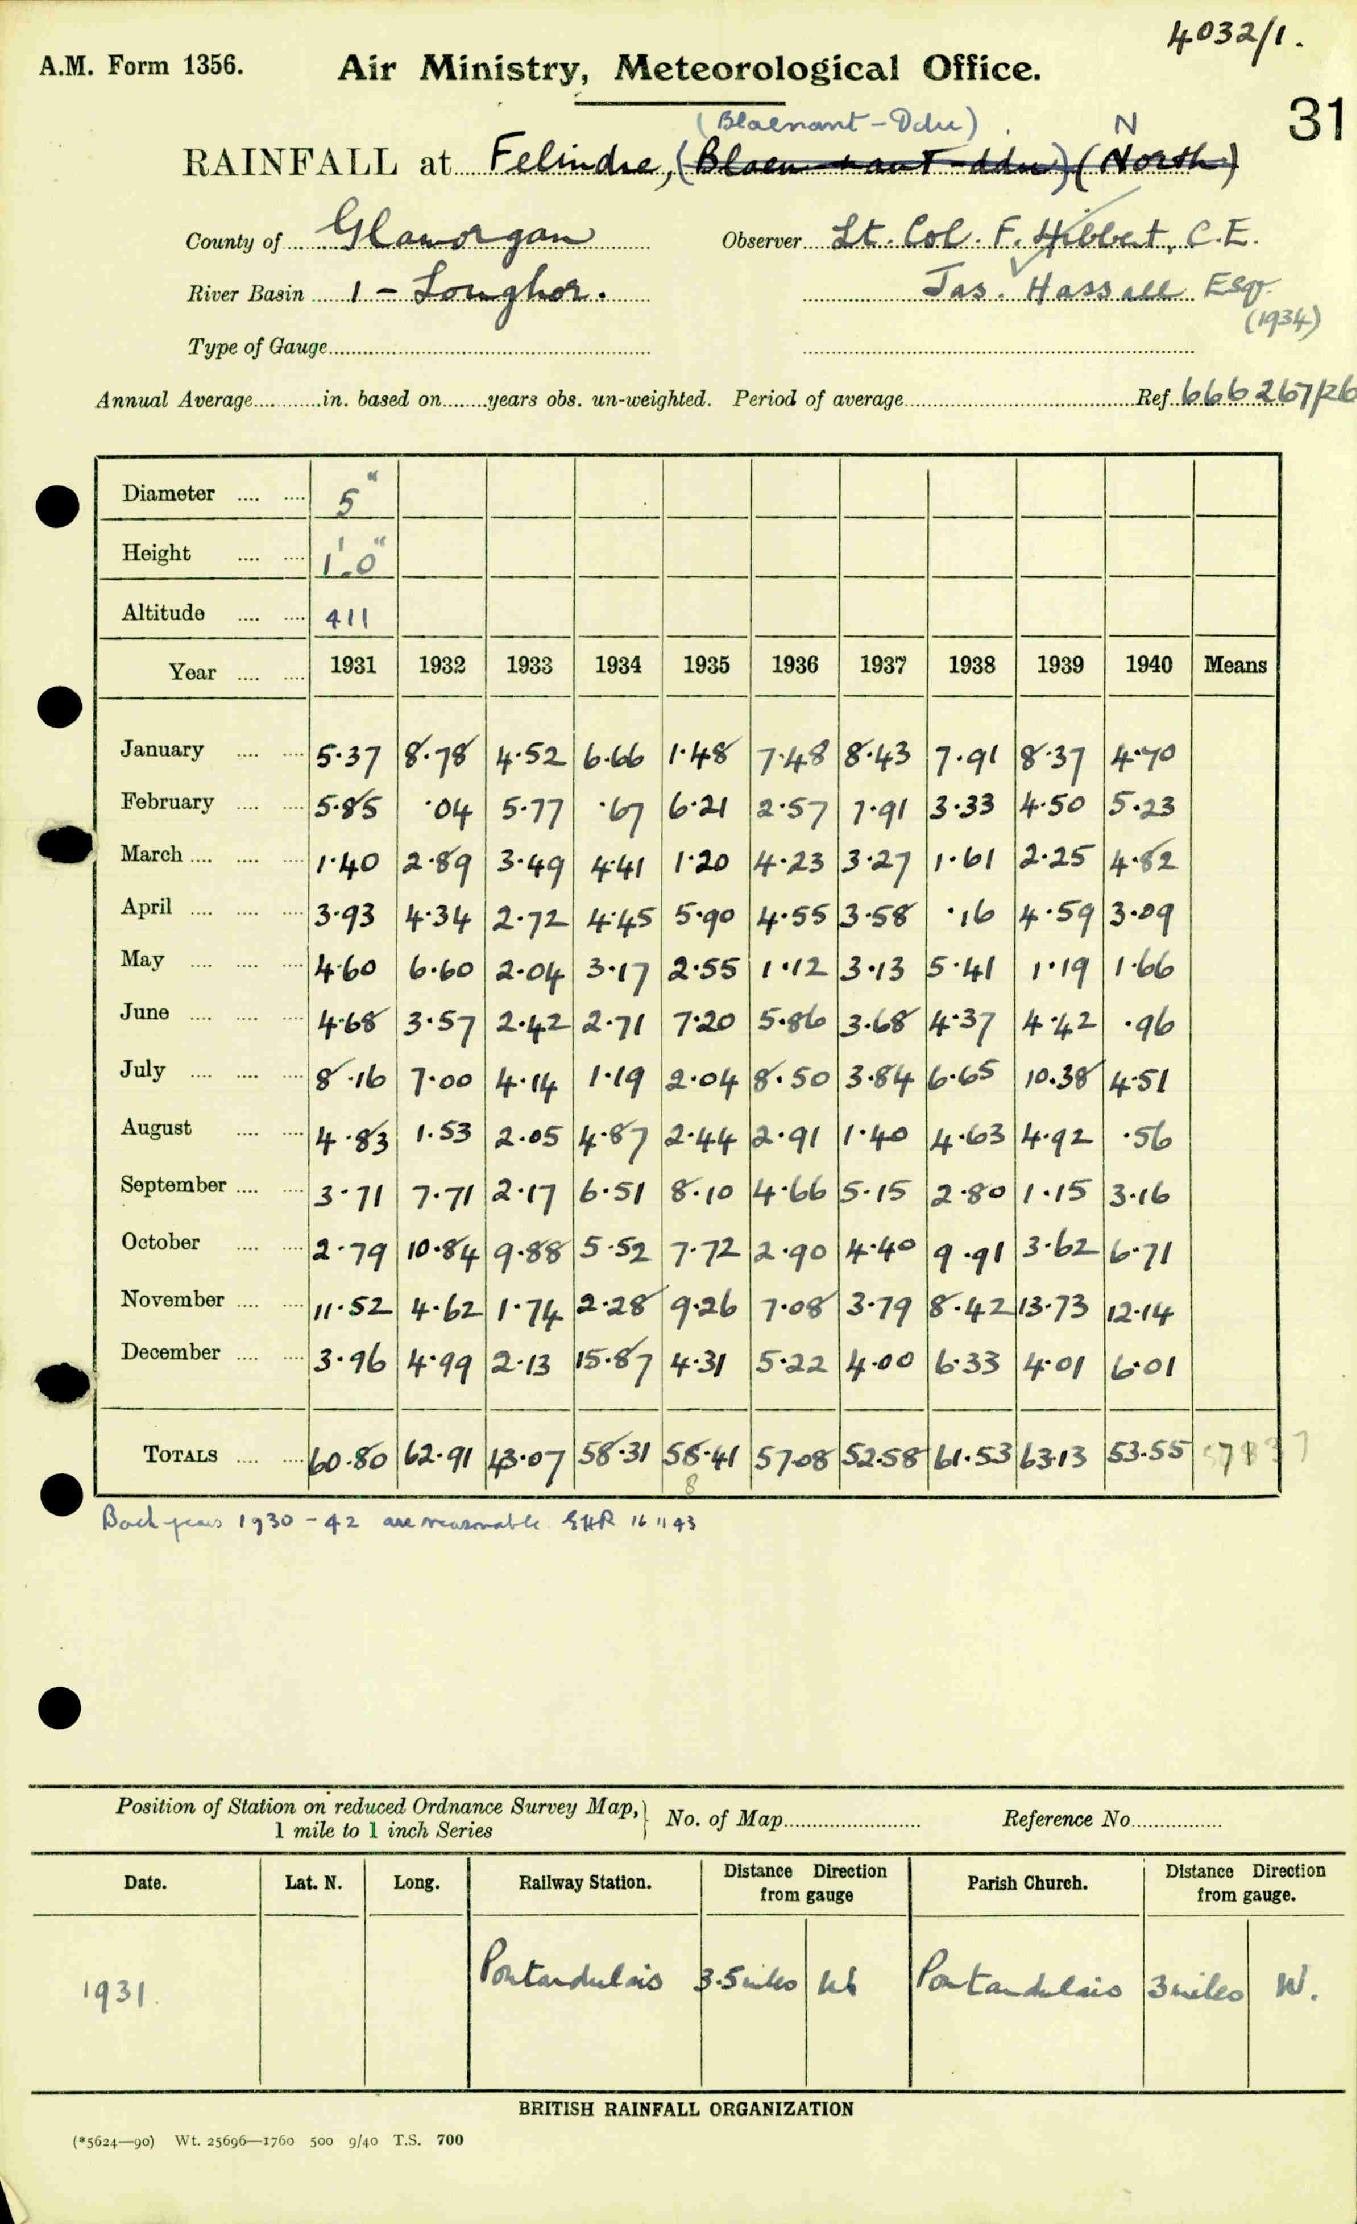 4032/1.
A.M. Form 1356. Air Ministry, Meteorological Office.
31
(Blaenant-Ddu) N
RAINFALL at Felindre, (Blaen-nant-ddu) (North)
County of Glamorgan Observer Lt. Col. F. Hibbert, C.E.
River Basin 1 - Loughor. Jas. Hassall Esq.
(1934)
Type of Gauge
Annual Average in. based on years obs. un-weighted. Period of average Ref 666267/26
Diameter 5"
Height 1'.0"
Altitude 411
Year 1931 1932 1933 1934 1935 1936 1937 1938 1939 1940 Means
January 5.37 8.78 4.52 6.66 1.48 7.48 8.43 7.91 8.37 4.70
February 5.85 .04 5.77 .67 6.21 2.57 7.91 3.33 4.50 5.23
March 1.40 2.89 3.49 4.41 1.20 4.23 3.27 1.61 2.25 4.82
April 3.93 4.34 2.72 4.45 5.90 4.55 3.58 .16 4.59 3.09
May 4.60 6.60 2.04 3.17 2.55 1.12 3.13 5.41 1.19 1.66
June 4.68 3.57 2.42 2.71 7.20 5.86 3.68 4.37 4.42 .96
July 8.16 7.00 4.14 1.19 2.04 8.50 3.84 6.65 10.38 4.51
August 4.83 1.53 2.05 4.87 2.44 2.91 1.40 4.63 4.92 .56
September 3.71 7.71 2.17 6.51 8.10 4.66 5.15 2.80 1.15 3.16
October 2.79 10.84 9.88 5.52 7.72 2.90 4.40 9.91 3.62 6.71
November 11.52 4.62 1.74 2.28 9.26 7.08 3.79 8.42 13.73 12.14
December 3.96 4.99 2.13 15.87 4.31 5.22 4.00 6.33 4.01 6.01
TOTALS 60.80 62.91 43.07 58.31 58.41 57.08 52.58 61.53 63.13 53.55
8
Back years 1930-42 are reasonable. 16 11 43
Position of Station on reduced Ordnance Survey Map, 1 mile to 1 inch Series No. of Map Reference No.
Date. Lat. N. Long. Railway Station. Distance Direction from gauge Parish Church. Distance Direction from gauge.
1931. Pontardulais 3.5 miles W Pontardulais 3 miles W.
BRITISH RAINFALL ORGANIZATION
(*5624—90) Wt. 25696—1760 500 9/40 T.S. 700